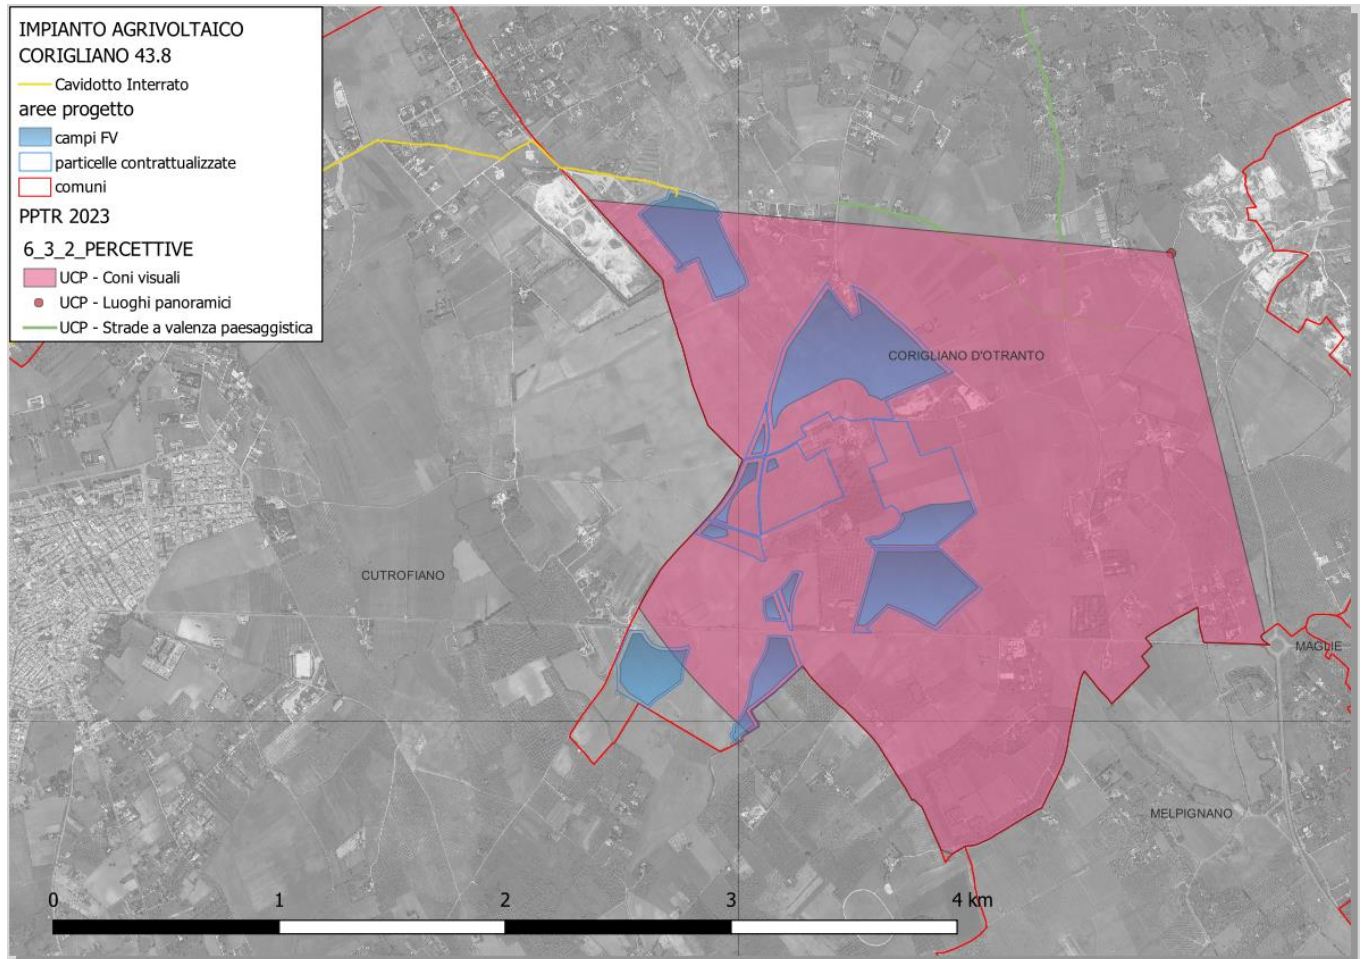 IMPIANTO AGRIVOLTAICO
CORIGLIANO 43.8
Cavidotto Interrato
aree progetto
campi FV
particelle contrattualizzate
comuni
PPTR 2023
6_3_2_PERCETTIVE
UCP - Coni visuali
UCP - Luoghi panoramici
UCP - Strade a valenza paesaggistica
CORIGLIANO D'OTRANTO
CUTROFIANO
MAGLIE
MELPIGNANO
0 1 2 3 4 km